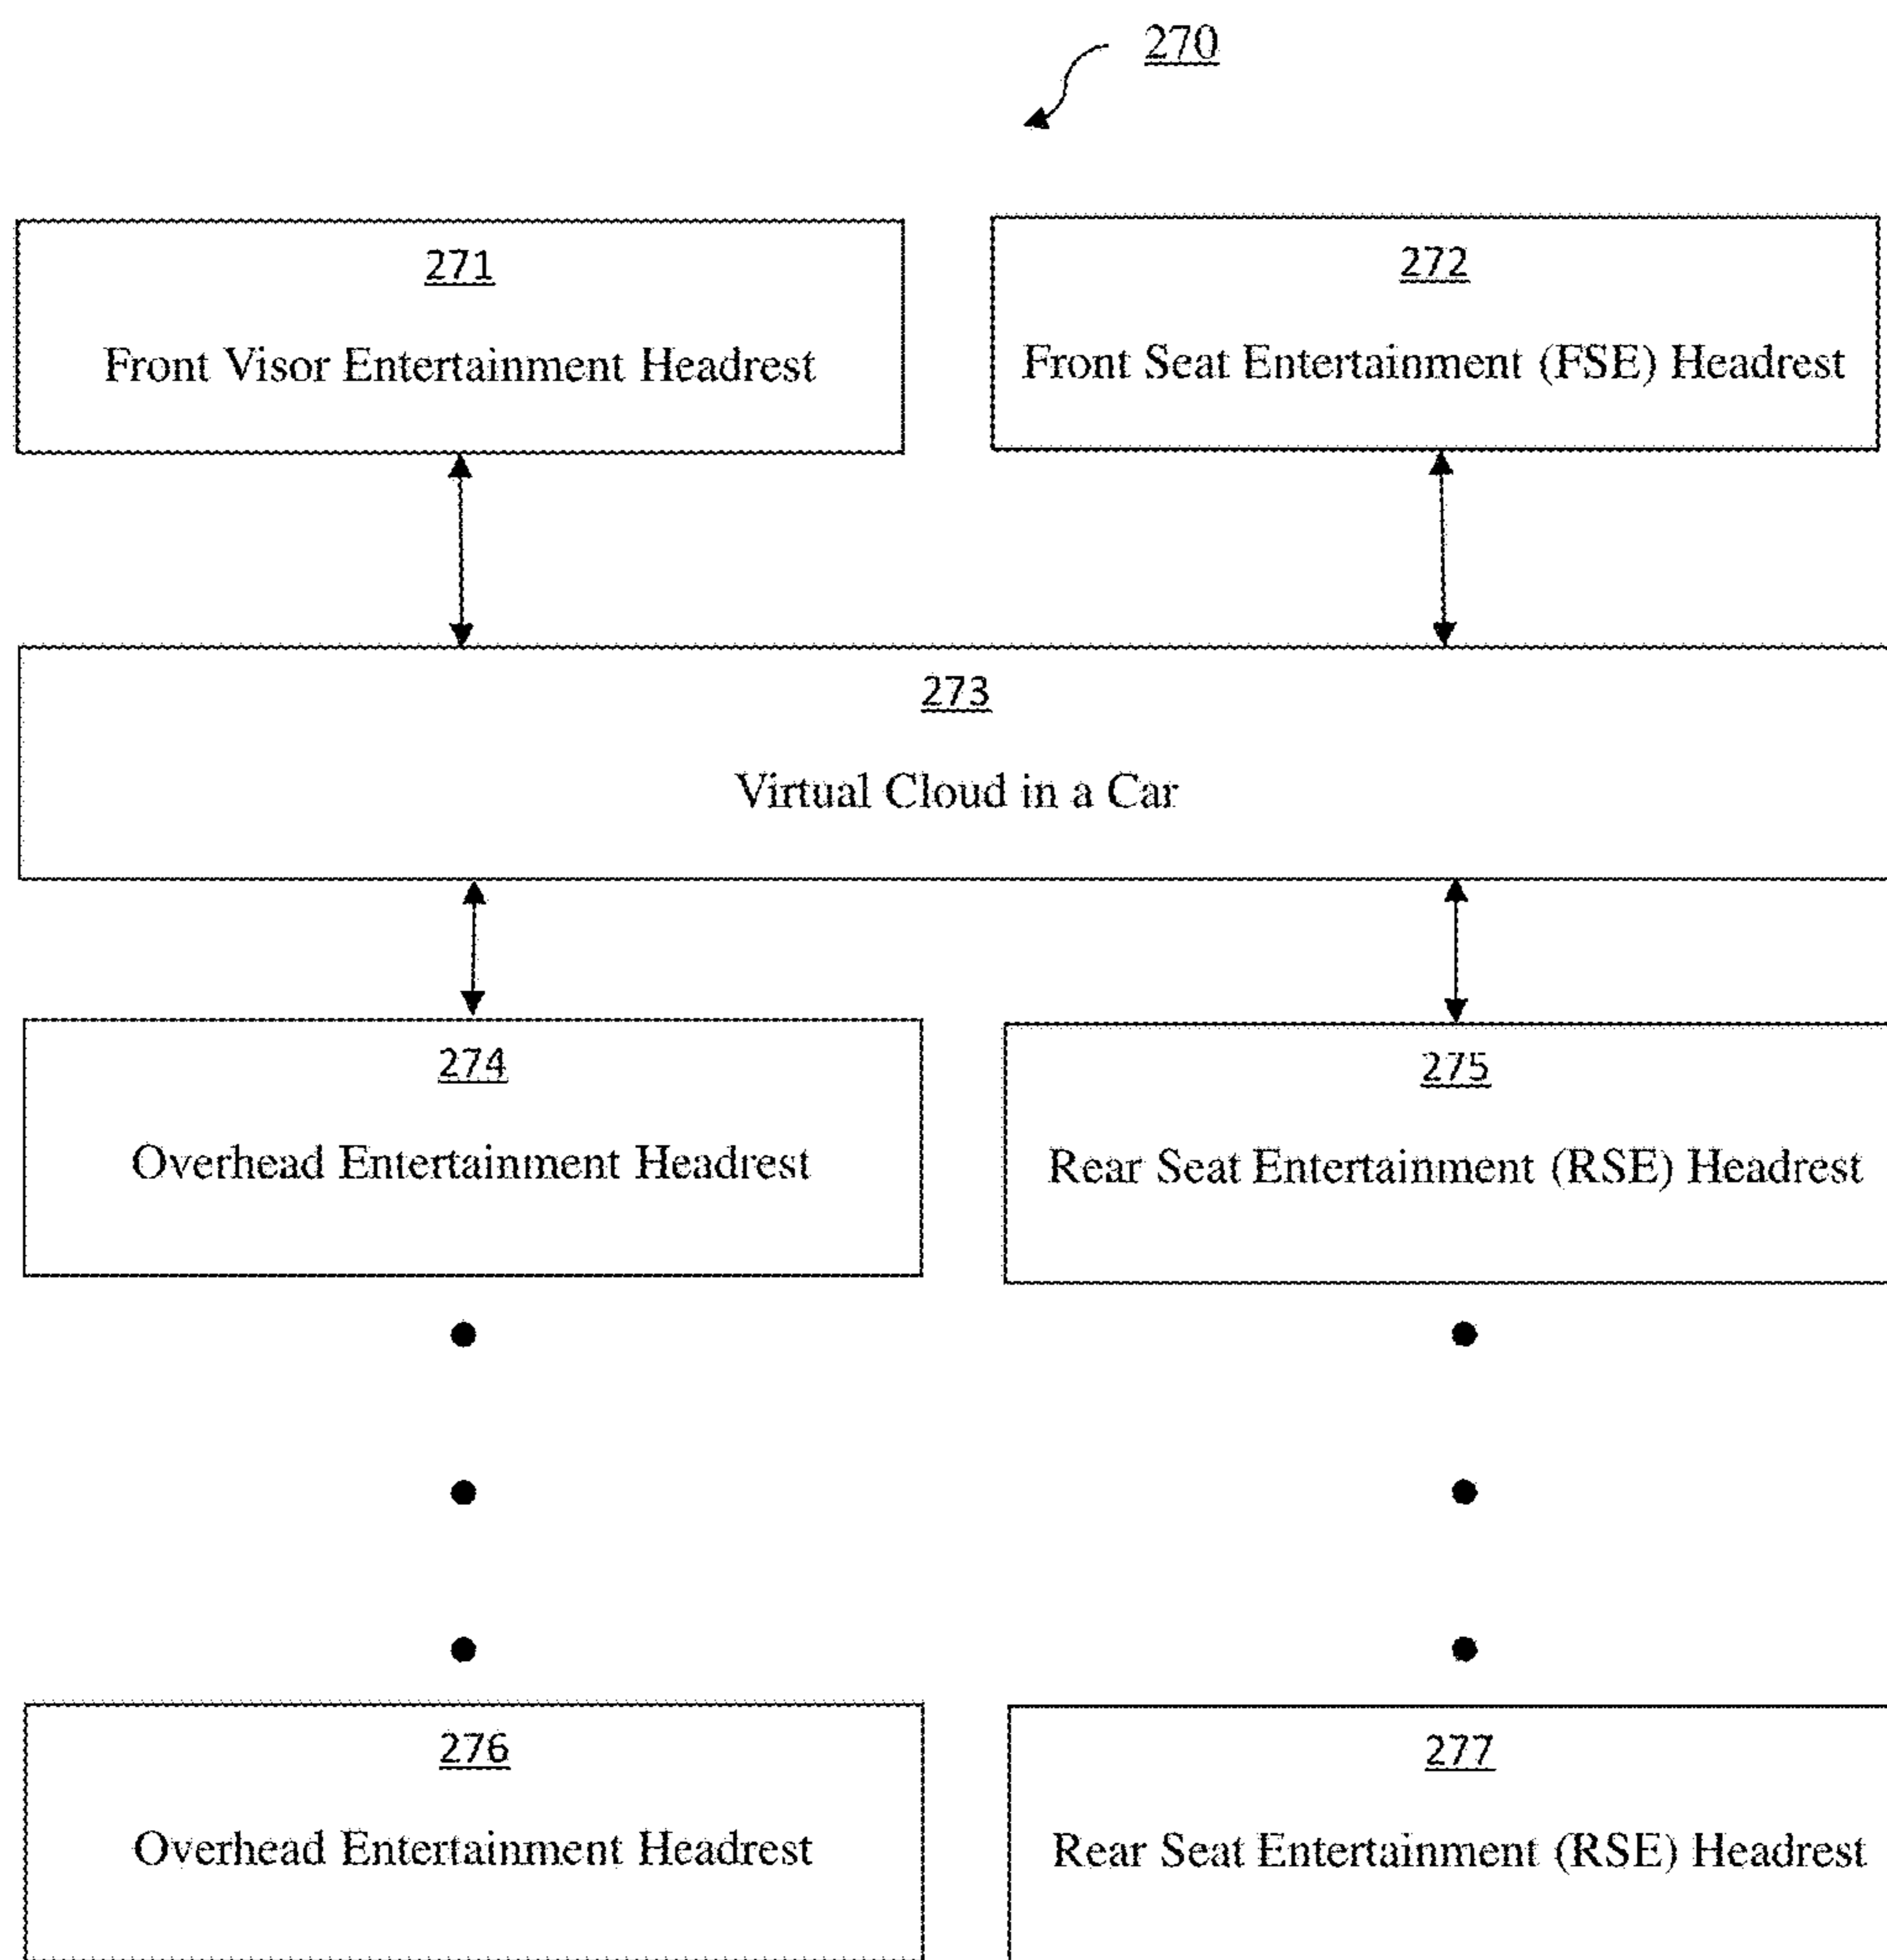 270
271
Front Visor Entertainment Headrest
272
Front Seat Entertainment (FSE) Headrest
273
Virtual Cloud in a Car
274
Overhead Entertainment Headrest
275
Rear Seat Entertainment (RSE) Headrest
276
Overhead Entertainment Headrest
277
Rear Seat Entertainment (RSE) Headrest